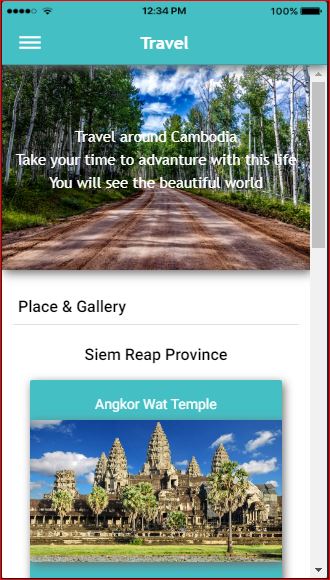 12:34 PM
100%
Travel
Travel around Cambodia
Take your time to advanture with this life
You will see the beautiful world
Place & Gallery
Siem Reap Province
Angkor Wat Temple